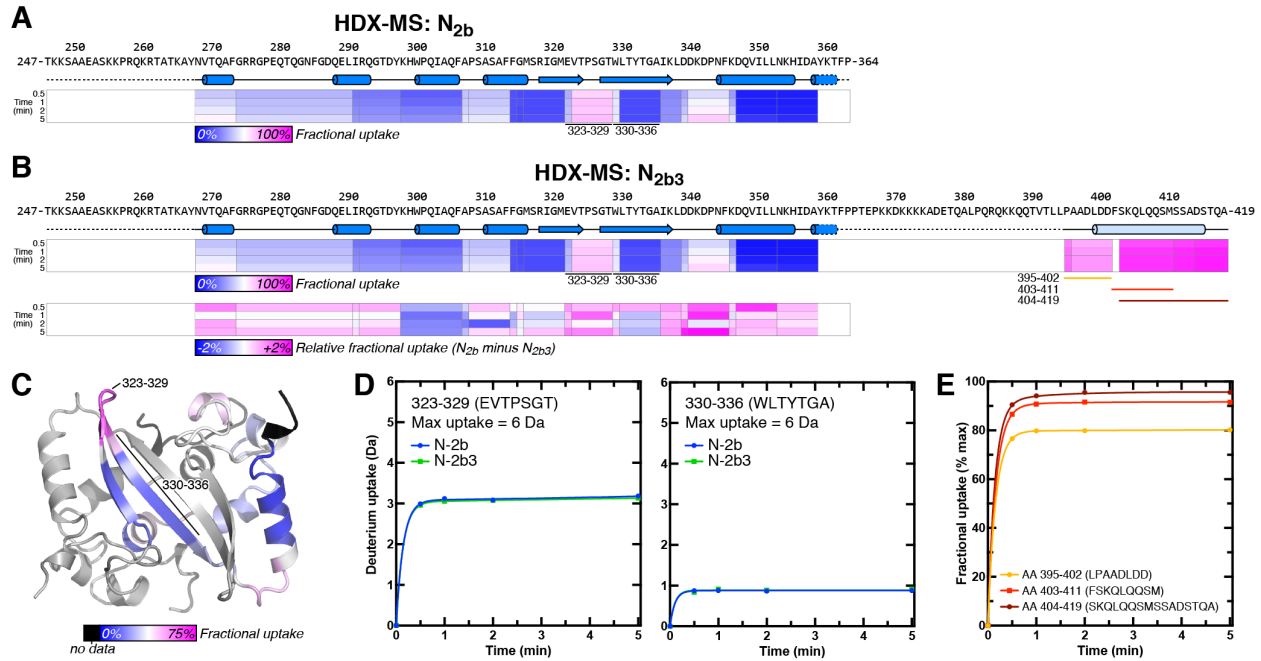 A
HDX-MS: N2b
250 260 270 280 290 300 310 320 330 340 350 360
247-TKKSAAEASKKPRQKRTATKAYNVTQAFGRRGPEQTQGNFGDQELIRQGTDYKHWPQIAQFAPSASAFFGMSRIGMEVTPSGTWLTYTGAIKLDDKDPNFKDQVILLNKHIDAYKTFP-364
Time (min)
0.5
1
2
5
323-329 330-336
0% 100% Fractional uptake
B
HDX-MS: N2b3
250 260 270 280 290 300 310 320 330 340 350 360 370 380 390 400 410
247-TKKSAAEASKKPRQKRTATKAYNVTQAFGRRGPEQTQGNFGDQELIRQGTDYKHWPQIAQFAPSASAFFGMSRIGMEVTPSGTWLTYTGAIKLDDKDPNFKDQVILLNKHIDAYKTFPPTEPKKDKKKKADETQALPQRQKKQQTVTLLPAADLDDFSKQLQQSMSSADSTQA-419
Time (min)
0.5
1
2
5
323-329 330-336
395-402
403-411
404-419
0% 100% Fractional uptake
Time (min)
0.5
1
2
5
-2% +2% Relative fractional uptake (N2b minus N2b3)
C
323-329
330-336
0% 75% Fractional uptake
no data
D
Deuterium uptake (Da)
6
5
4
3
2
1
0
323-329 (EVTPSGT)
Max uptake = 6 Da
N-2b
N-2b3
0 1 2 3 4 5
Time (min)
6
5
4
3
2
1
0
330-336 (WLTYTGA)
Max uptake = 6 Da
N-2b
N-2b3
0 1 2 3 4 5
Time (min)
E
Fractional uptake (% max)
100
80
60
40
20
0
AA 395-402 (LPAADLDD)
AA 403-411 (FSKQLQQSM)
AA 404-419 (SKQLQQSMSSADSTQA)
0 1 2 3 4 5
Time (min)